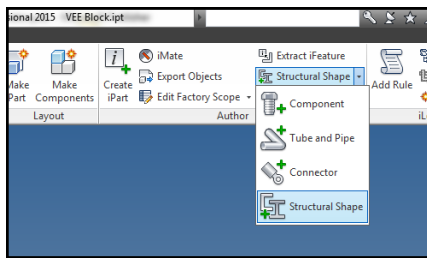 sional 2015 VEE Block.ipt
iMate
Extract iFeature
Export Objects
Structural Shape
Make Part
Make Components
Create iPart
Edit Factory Scope
Add Rule
Component
Layout
Author
iL
Tube and Pipe
Connector
Structural Shape